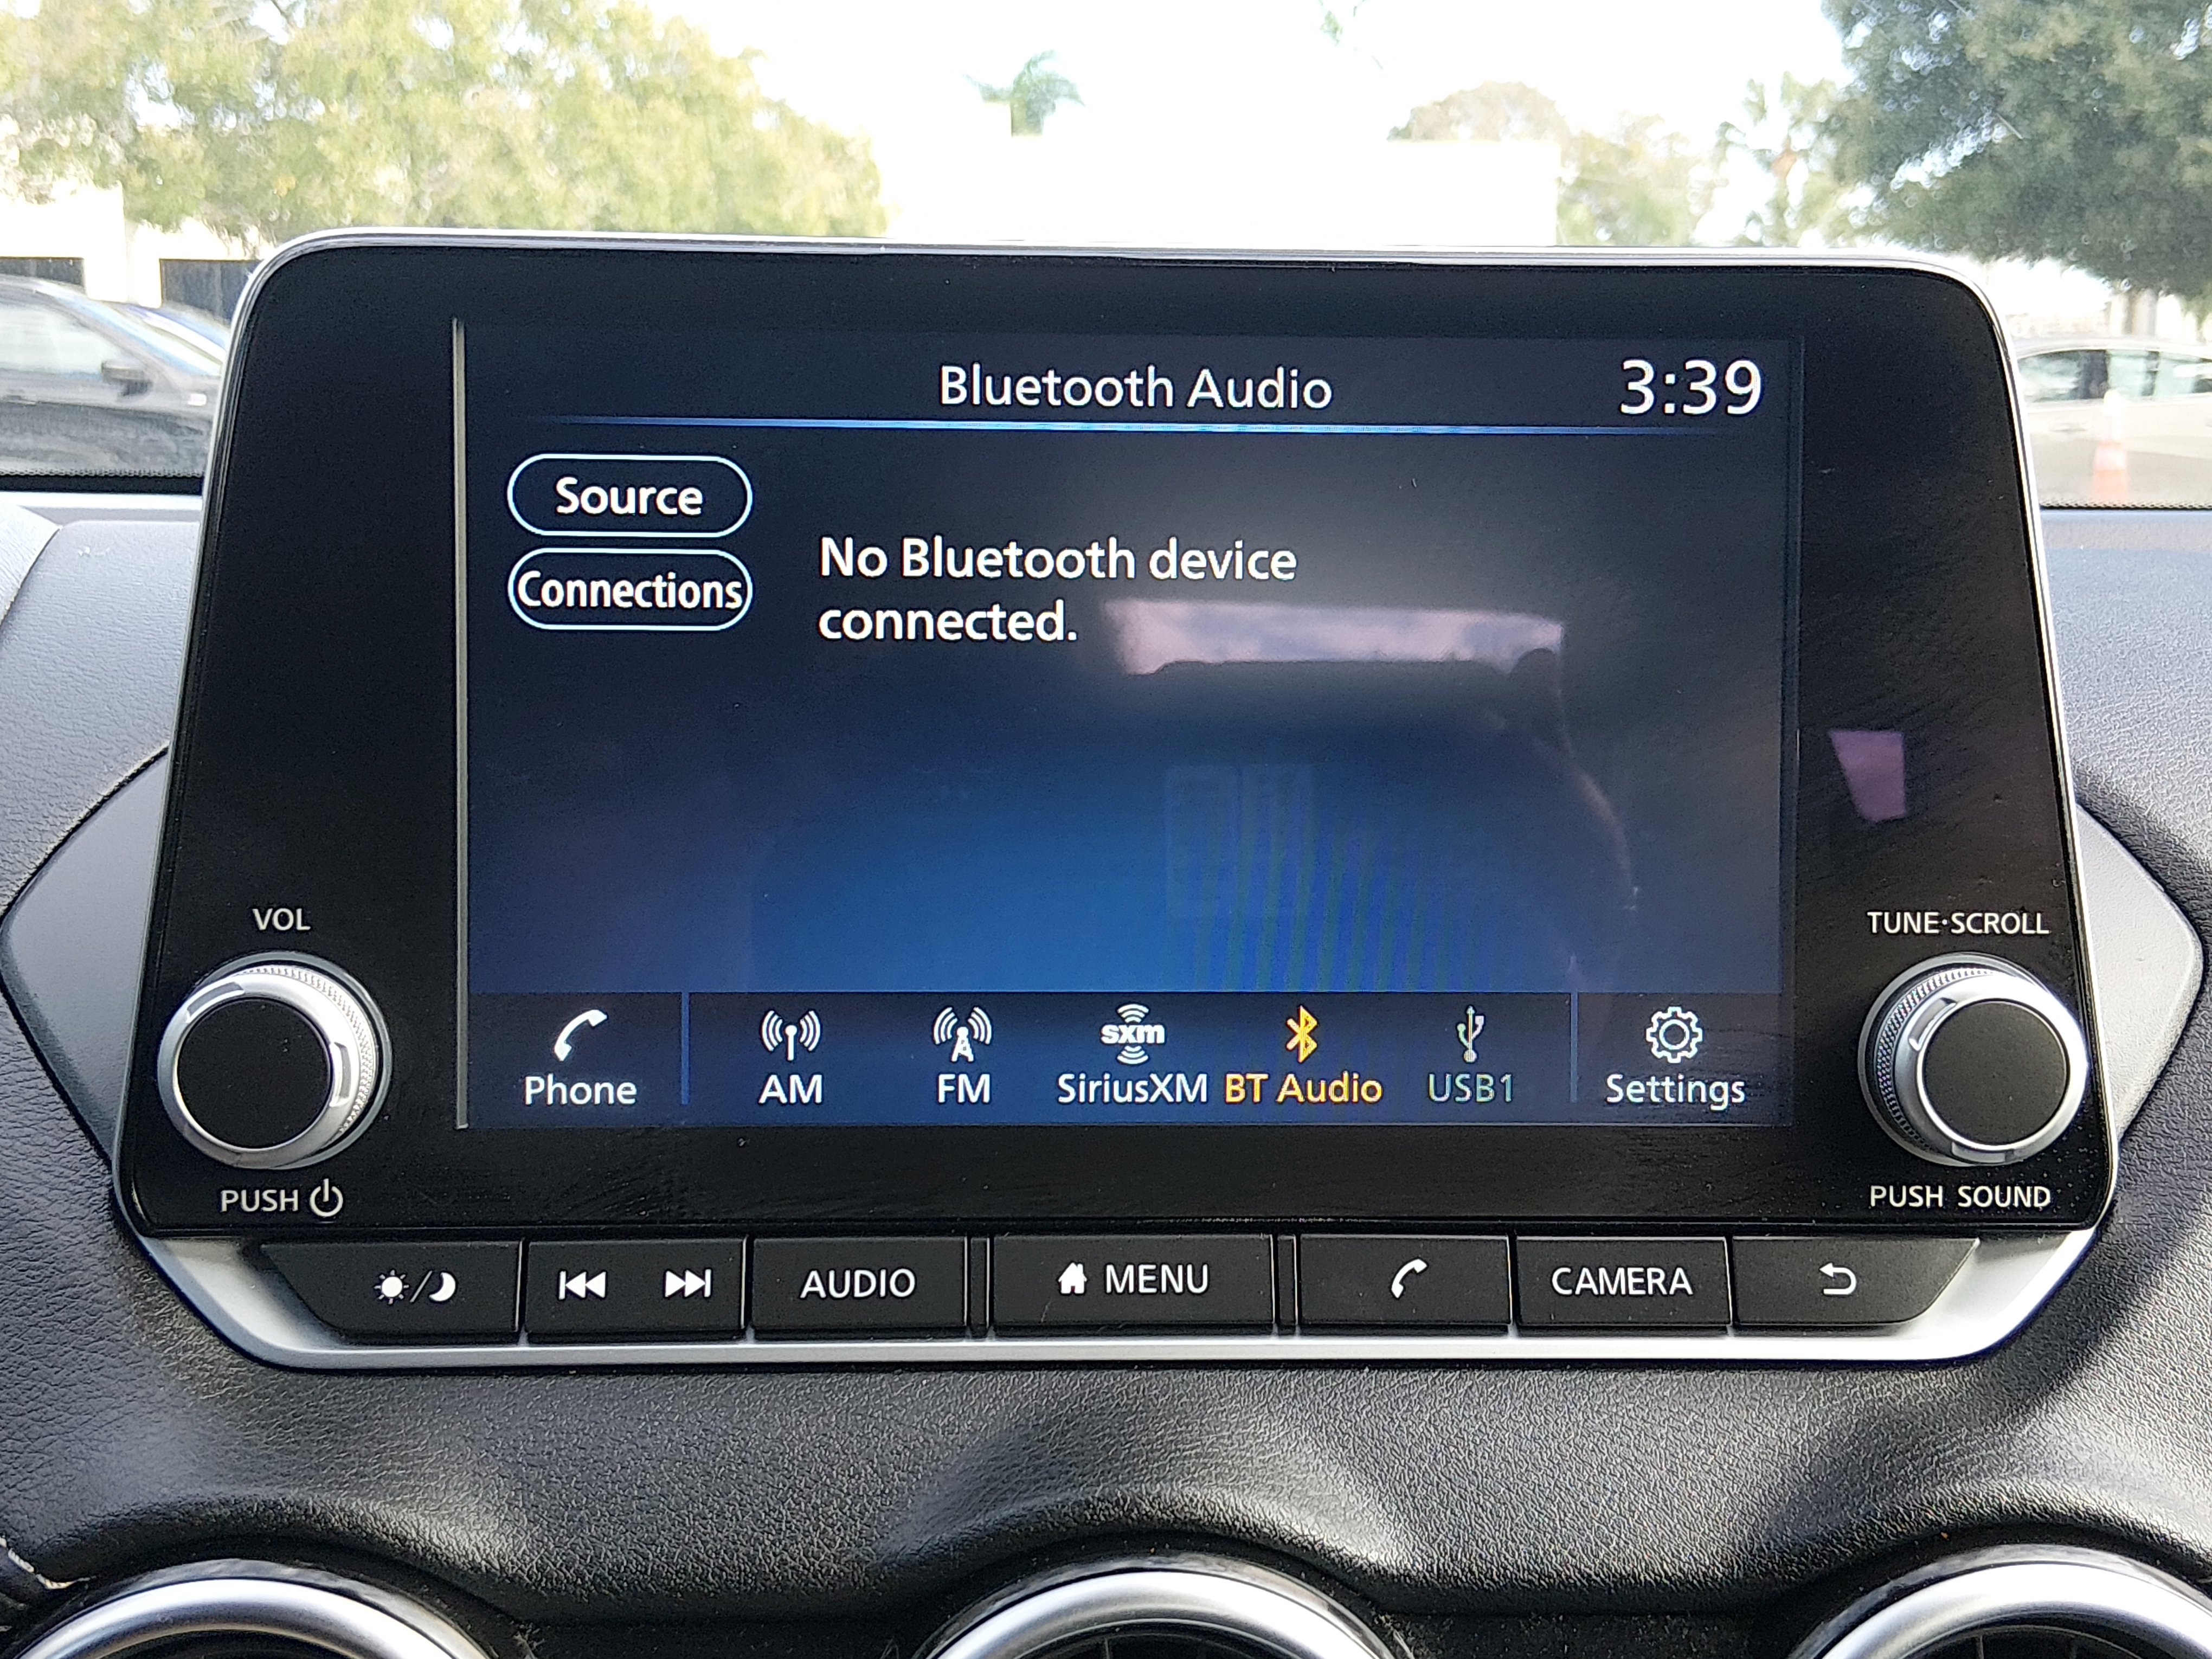 Bluetooth Audio
3:39
Source
Connections
No Bluetooth device
connected.
VOL
TUNE·SCROLL
sxm
Phone
AM
FM
SiriusXM
BT Audio
USB1
Settings
PUSH
PUSH SOUND
AUDIO
MENU
CAMERA